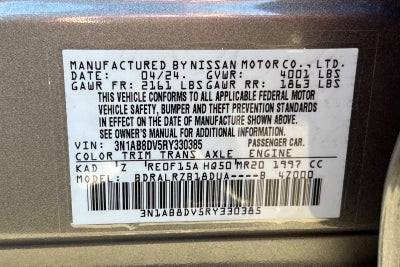 MANUFACTURED BY NISSAN MOTOR CO., LTD.
DATE: 04/24. GVWR: 4001 LBS
GAWR FR: 2161 LBS GAWR RR: 1863 LBS
THIS VEHICLE CONFORMS TO ALL APPLICABLE FEDERAL MOTOR
VEHICLE SAFETY, BUMPER AND THEFT PREVENTION STANDARDS
IN EFFECT ON THE DATE OF MANUFACTURE SHOWN ABOVE.
SEE OWNER'S MANUAL FOR ADDITIONAL INFORMATION
VIN: 3N1AB8DV5RY330385 PASSENGER CAR.
COLOR TRIM TRANS AXLE ENGINE
KAD Z RE0F15A HQ50 MR20 1997 CC
MODEL: BDRALRZB18DUA----B 4Z000
3N1AB8DV5RY330385